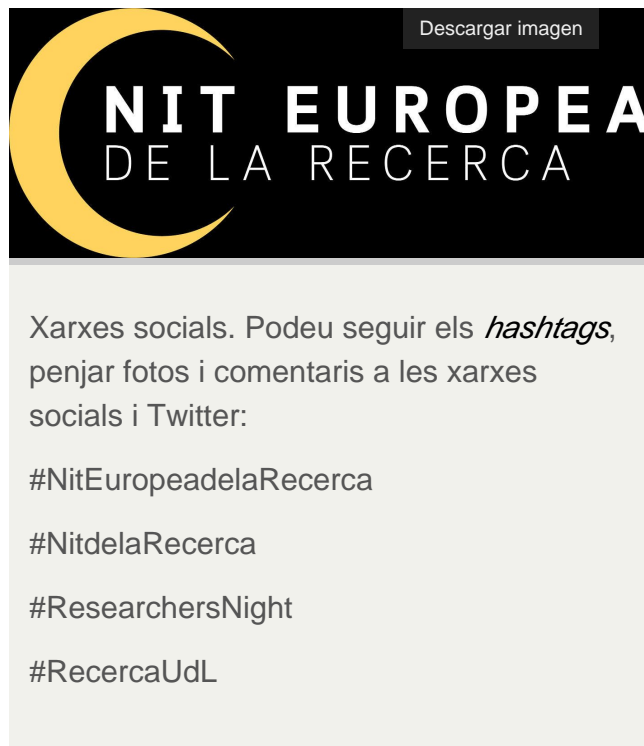 Descargar imagen
NIT EUROPEA
DE LA RECERCA
Xarxes socials. Podeu seguir els hashtags,
penjar fotos i comentaris a les xarxes
socials i Twitter:
#NitEuropeadelaRecerca
#NitdelaRecerca
#ResearchersNight
#RecercaUdL